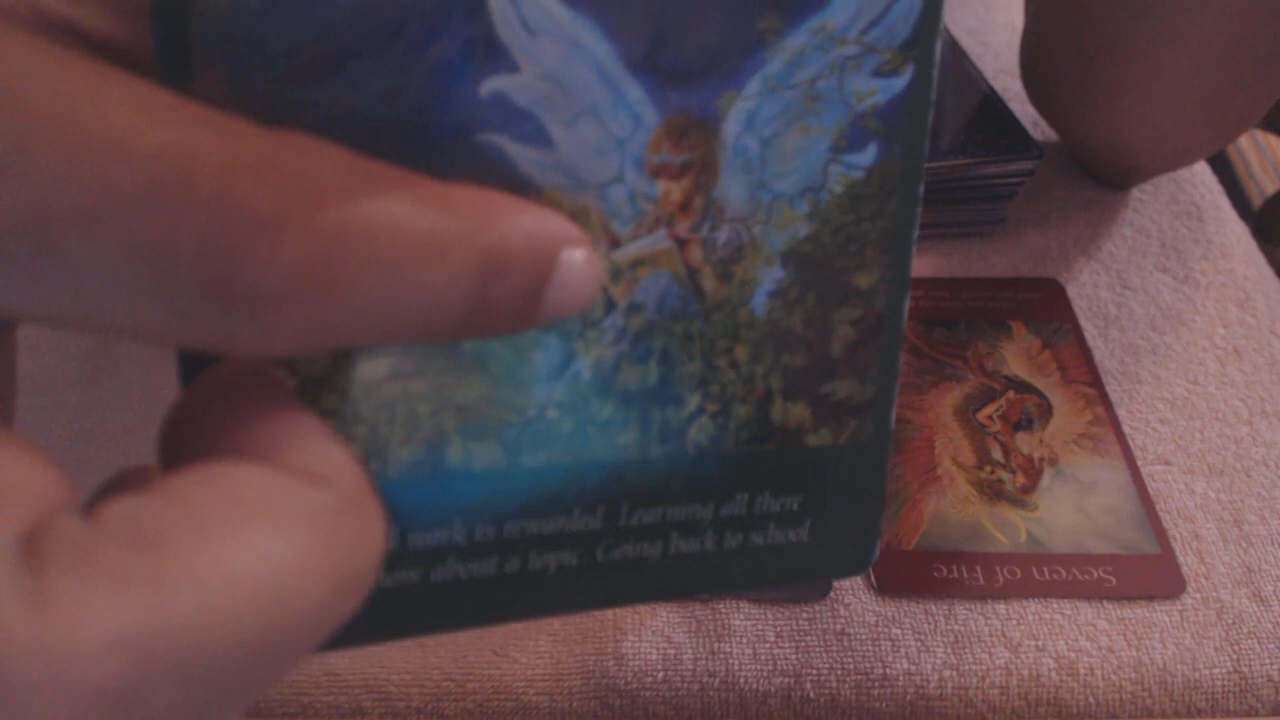 work is rewarded. Learning all there
about a topic. Going back to school.
Seven of Fire